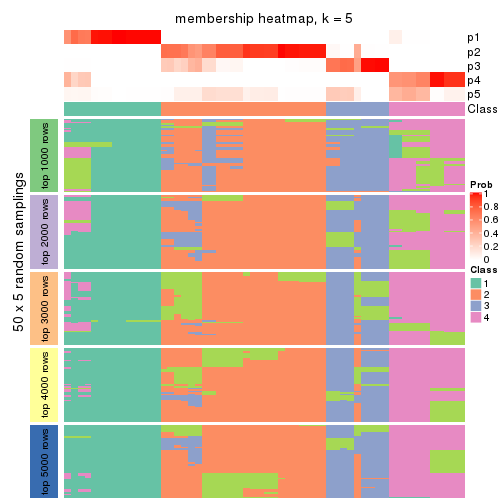 membership heatmap, k = 5
p1
p2
p3
p4
p5
Class
50 x 5 random samplings
top 1000 rows
top 2000 rows
top 3000 rows
top 4000 rows
top 5000 rows
Prob
1
0.8
0.6
0.4
0.2
0
Class
1
2
3
4